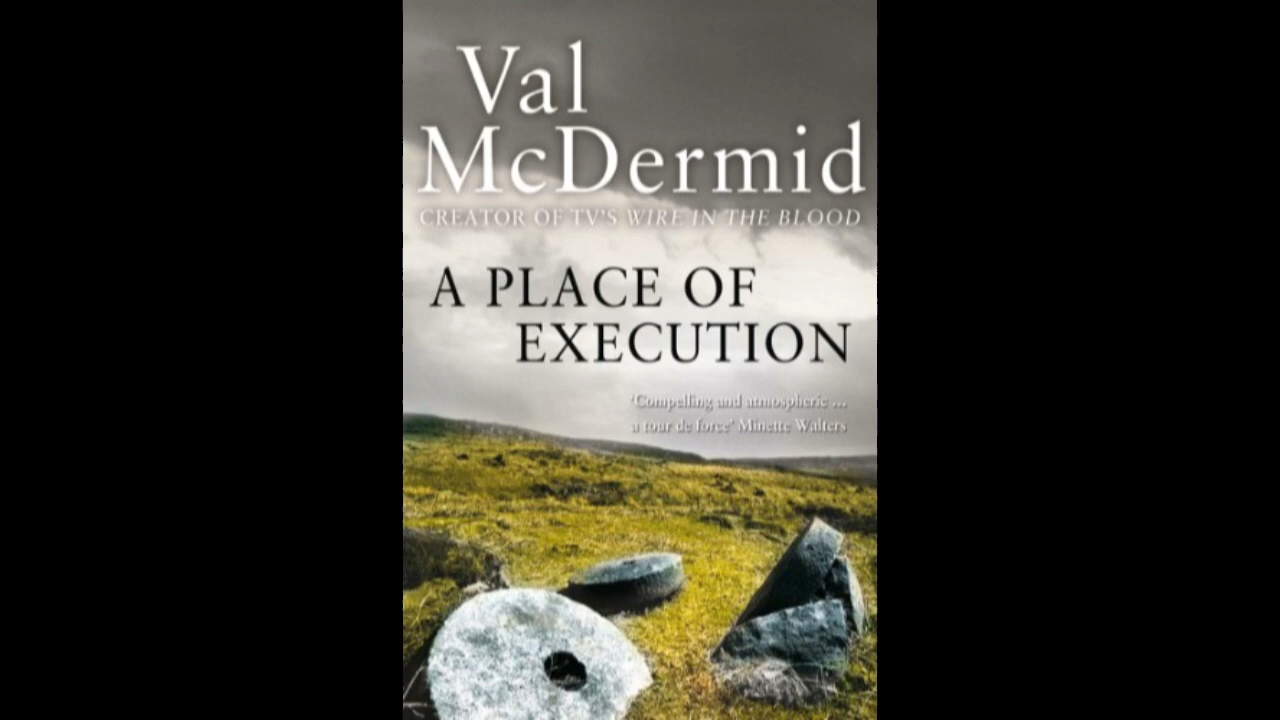 Val
McDermid
CREATOR OF TV'S WIRE IN THE BLOOD
A PLACE OF
EXECUTION
'Compelling and atmospheric ...
a tour de force' Minette Walters